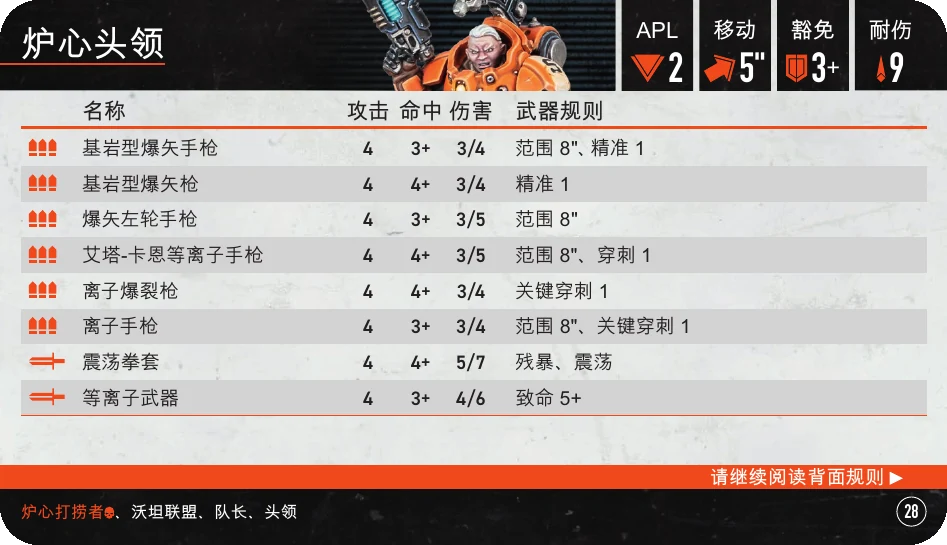 炉心头领
APL 移动 豁免 耐伤
2 5" 3+ 9
名称 攻击 命中 伤害 武器规则
基岩型爆矢手枪 4 3+ 3/4 范围 8"、精准 1
基岩型爆矢枪 4 4+ 3/4 精准 1
爆矢左轮手枪 4 3+ 3/5 范围 8"
艾塔-卡恩等离子手枪 4 4+ 3/5 范围 8"、穿刺 1
离子爆裂枪 4 4+ 3/4 关键穿刺 1
离子手枪 4 3+ 3/4 范围 8"、关键穿刺 1
震荡拳套 4 4+ 5/7 残暴、震荡
等离子武器 4 3+ 4/6 致命 5+
请继续阅读背面规则 ▶
炉心打捞者、沃坦联盟、队长、头领
28